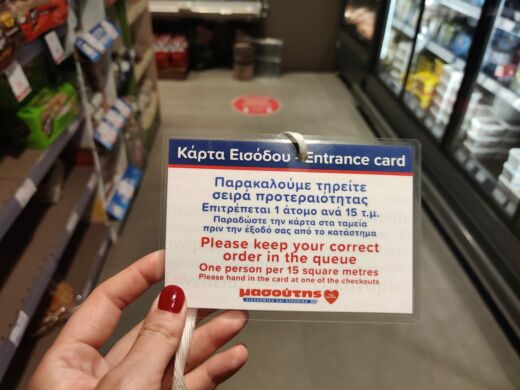 Κάρτα Εισόδου - Entrance card
Παρακαλούμε τηρείτε
σειρά προτεραιότητας
Επιτρέπεται 1 άτομο ανά 15 τ.μ.
Παραδώστε την κάρτα στα ταμεία
πριν την έξοδό σας από το κατάστημα
Please keep your correct
order in the queue
One person per 15 square metres
Please hand in the card at one of the checkouts
μασούτης